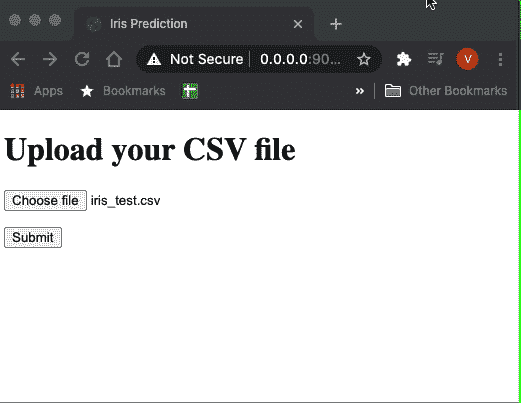 Iris Prediction
Not Secure 0.0.0.0:90...
V
Apps Bookmarks » Other Bookmarks
Upload your CSV file
Choose file iris_test.csv
Submit